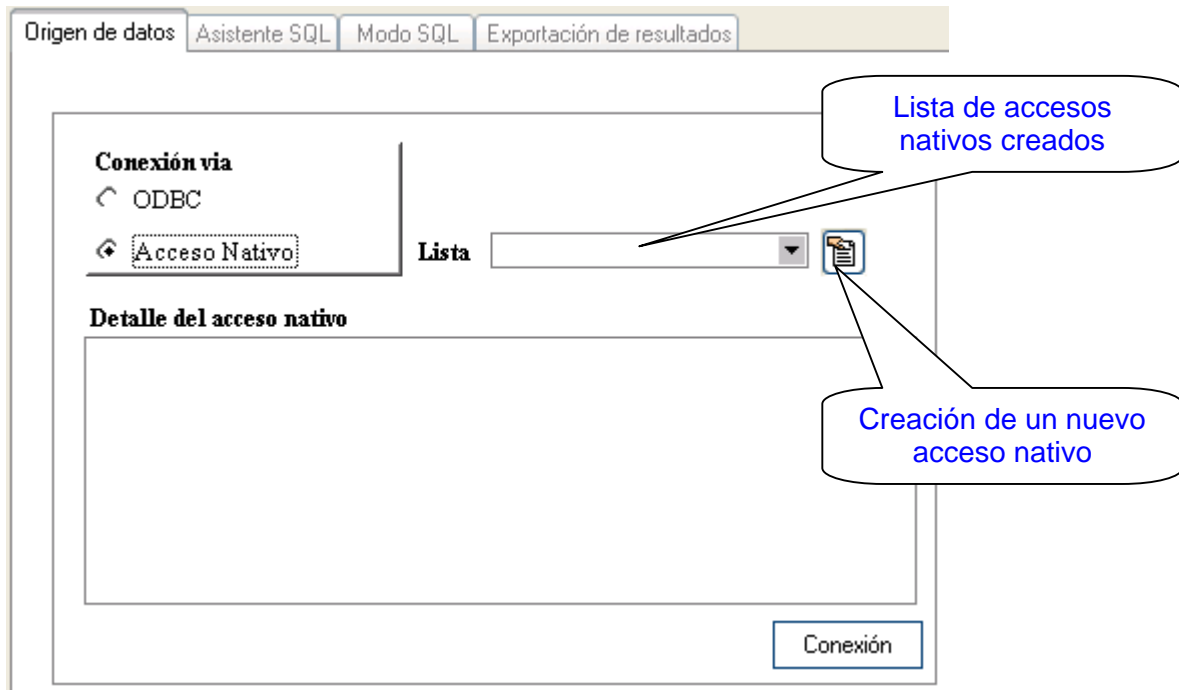 Origen de datos Asistente SQL Modo SQL Exportación de resultados
Lista de accesos
nativos creados
Conexión via
ODBC
Acceso Nativo
Lista
Detalle del acceso nativo
Creación de un nuevo
acceso nativo
Conexión